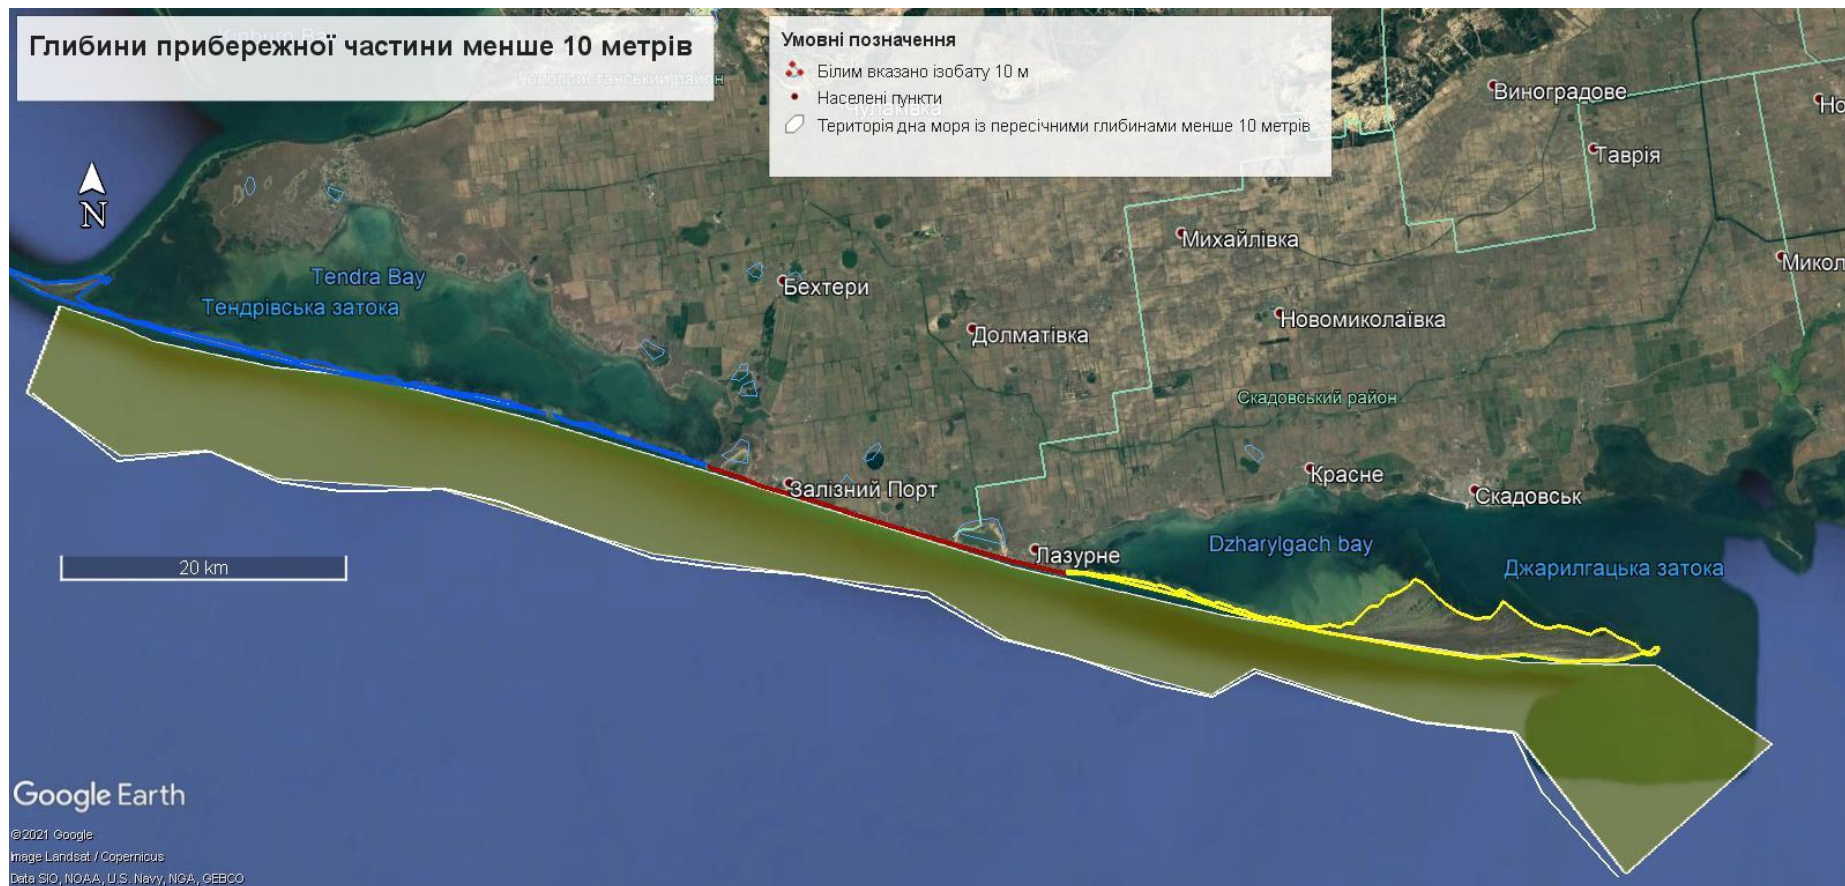 Глибини прибережної частини менше 10 метрів
Умовні позначення
Білим вказано ізобату 10 м
Населені пункти
Територія дна моря із пересічними глибинами менше 10 метрів
Виноградове
Таврія
N
Михайлівка
Tendra Bay
Тендрівська затока
Бехтери
Новомиколаївка
Долматівка
Скадовський район
Красне
Скадовськ
Залізний Порт
Лазурне
Dzharylgach bay
Джарилгацька затока
20 km
Google Earth
©2021 Google
Image Landsat / Copernicus
Data SIO, NOAA, U.S. Navy, NGA, GEBCO